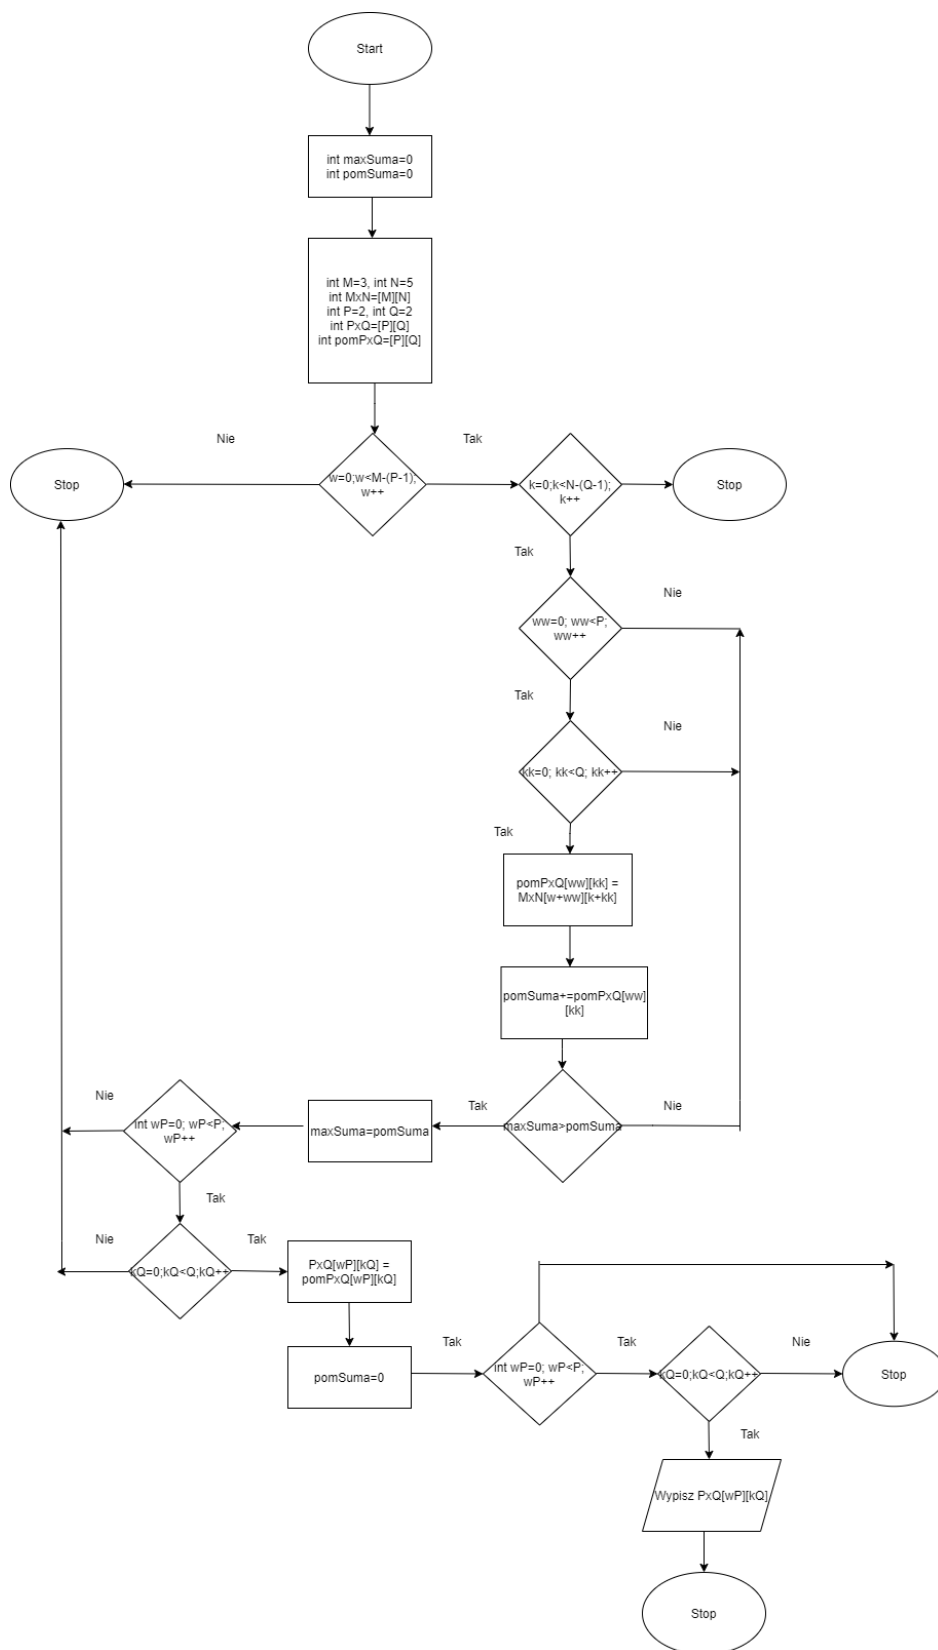 Start
int maxSuma=0
int pomSuma=0
int M=3, int N=5
int MxN=[M][N]
int P=2, int Q=2
int PxQ=[P][Q]
int pomPxQ=[P][Q]
Nie
Tak
Stop
w=0;w<M-(P-1);
w++
k=0;k<N-(Q-1);
k++
Stop
Tak
Nie
ww=0; ww<P;
ww++
Tak
Nie
kk=0; kk<Q; kk++
Tak
pomPxQ[ww][kk] =
MxN[w+ww][k+kk]
pomSuma+=pomPxQ[ww]
[kk]
Nie
Tak
Nie
int wP=0; wP<P;
wP++
maxSuma=pomSuma
maxSuma>pomSuma
Tak
Nie
Tak
kQ=0;kQ<Q;kQ++
PxQ[wP][kQ] =
pomPxQ[wP][kQ]
Tak
Tak
Nie
int wP=0; wP<P;
wP++
kQ=0;kQ<Q;kQ++
Stop
pomSuma=0
Tak
Wypisz PxQ[wP][kQ]
Stop